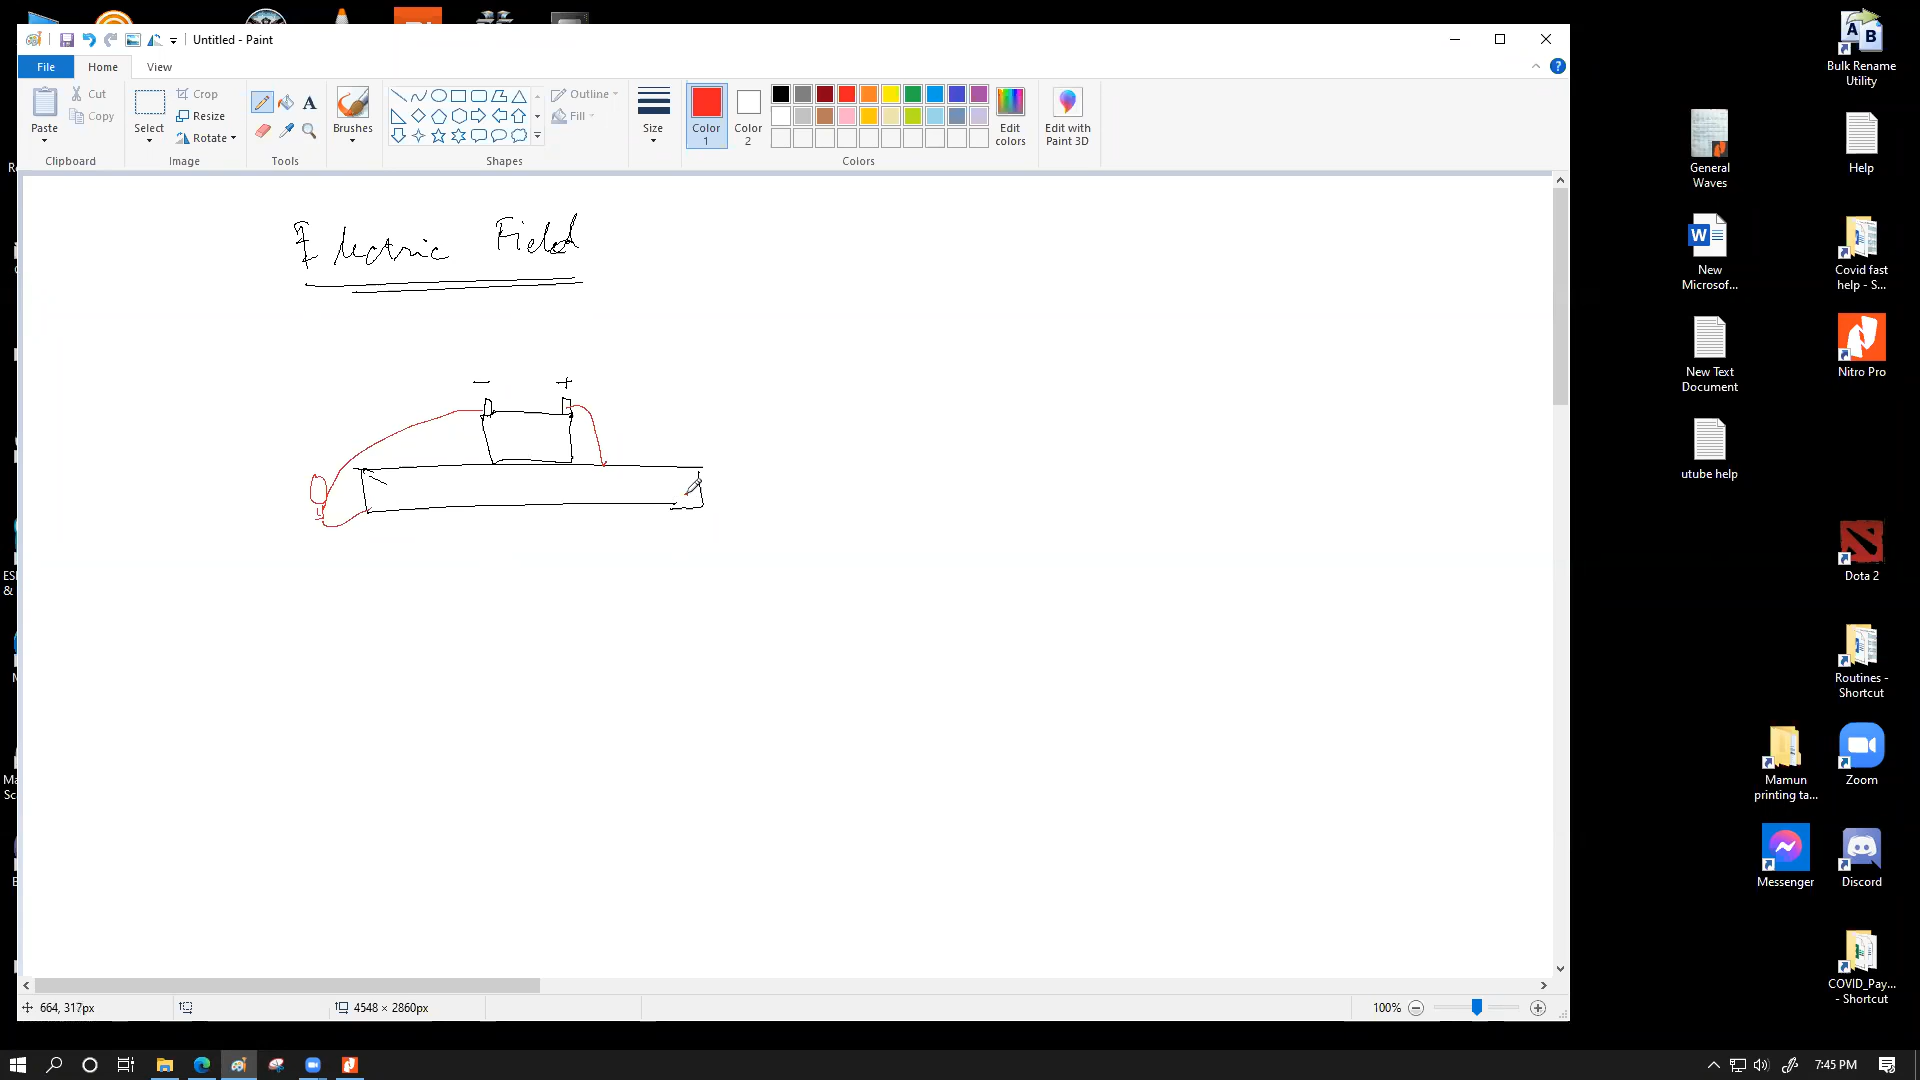 Untitled - Paint
File
Home
View
Paste
Cut
Copy
Clipboard
Select
Crop
Resize
Rotate
Image
Tools
Brushes
Outline
Fill
Shapes
Size
Color 1
Color 2
Edit colors
Colors
Edit with Paint 3D
Electric Field
- +
664, 317px
4548 × 2860px
100%
Bulk Rename Utility
General Waves
Help
New Microsof...
Covid fast help - S...
New Text Document
Nitro Pro
utube help
Dota 2
Routines - Shortcut
Mamun printing ta...
Zoom
Messenger
Discord
COVID_Pay... - Shortcut
7:45 PM